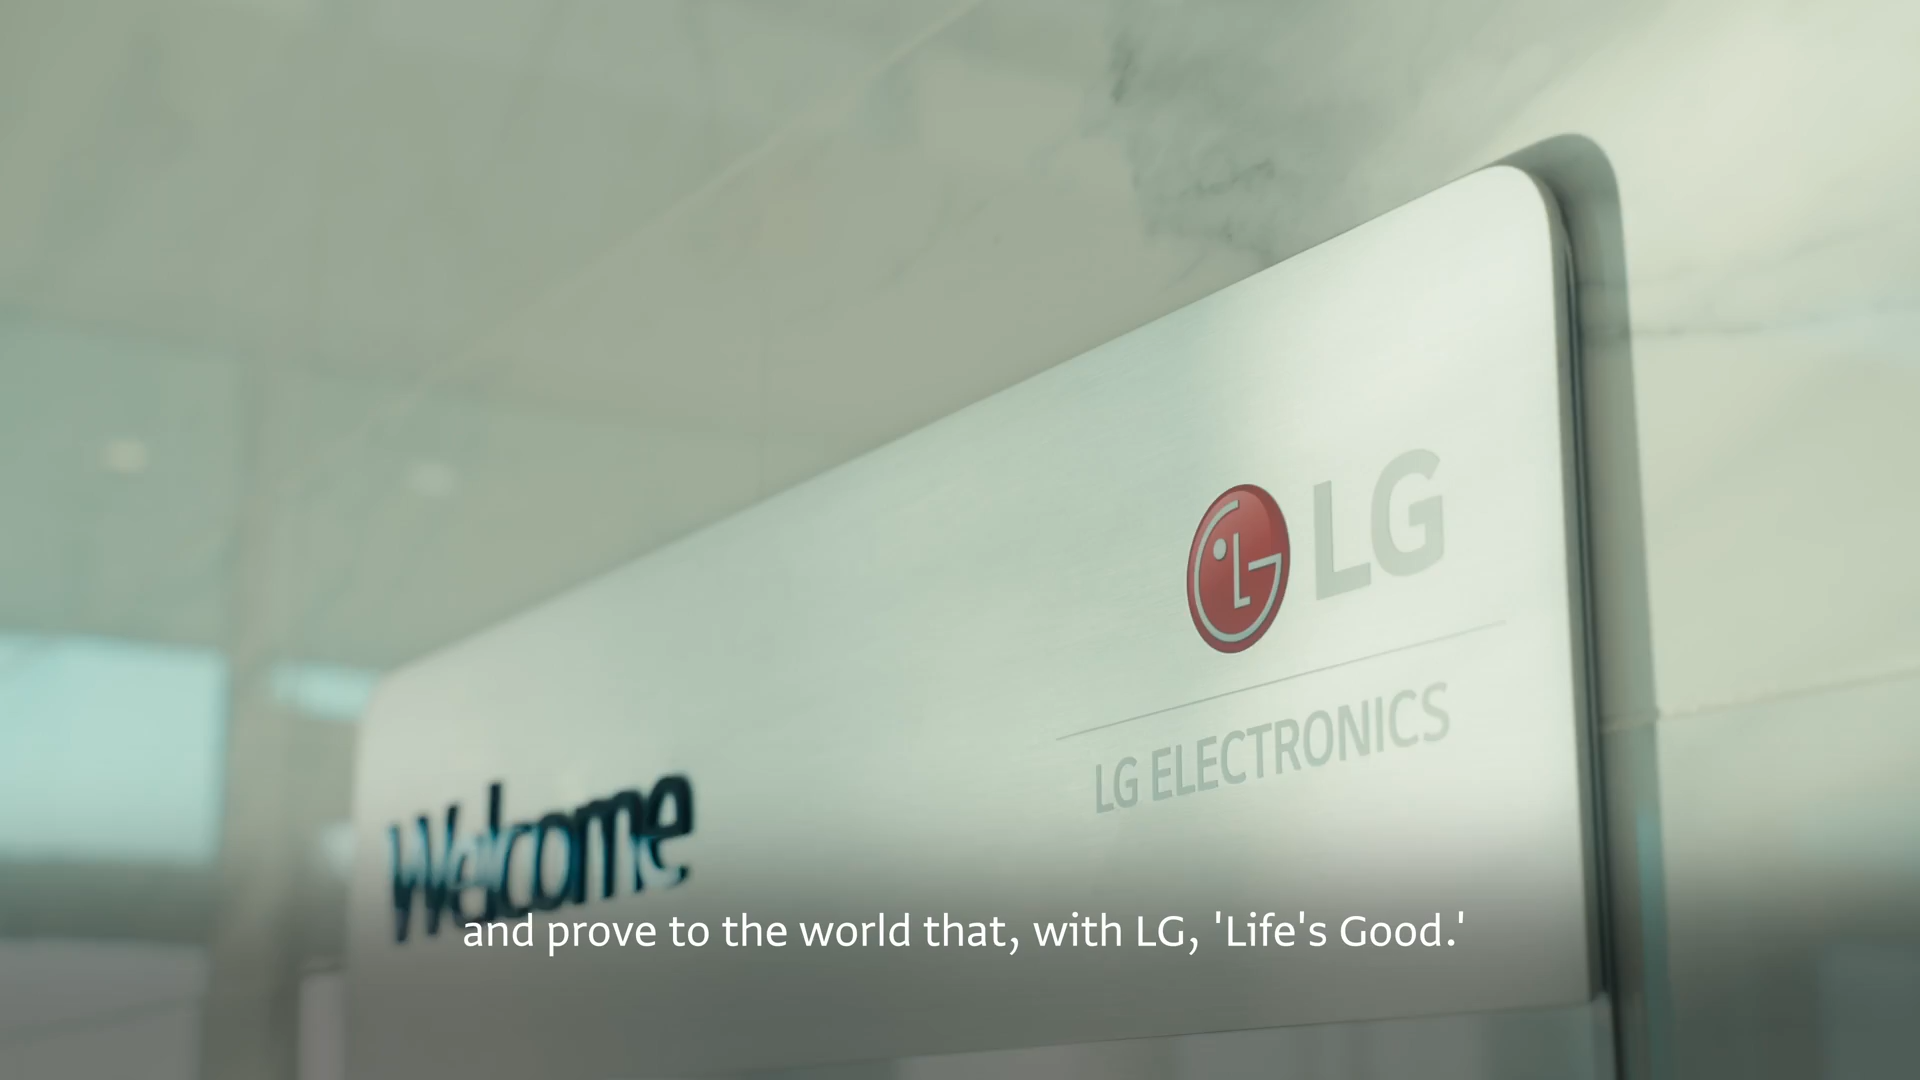 LG
LG ELECTRONICS
Welcome
and prove to the world that, with LG, 'Life's Good.'